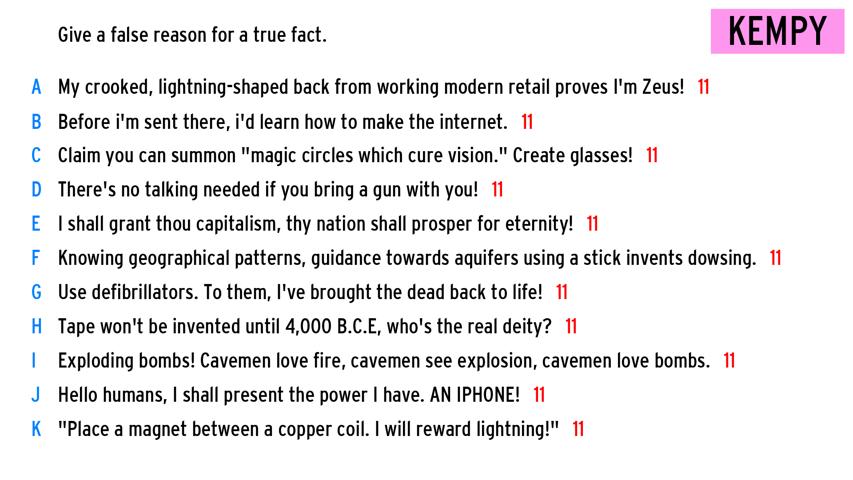 Give a false reason for a true fact.
KEMPY
A My crooked, lightning-shaped back from working modern retail proves I'm Zeus! 11
B Before i'm sent there, i'd learn how to make the internet. 11
C Claim you can summon "magic circles which cure vision." Create glasses! 11
D There's no talking needed if you bring a gun with you! 11
E I shall grant thou capitalism, thy nation shall prosper for eternity! 11
F Knowing geographical patterns, guidance towards aquifers using a stick invents dowsing. 11
G Use defibrillators. To them, I've brought the dead back to life! 11
H Tape won't be invented until 4,000 B.C.E, who's the real deity? 11
I Exploding bombs! Cavemen love fire, cavemen see explosion, cavemen love bombs. 11
J Hello humans, I shall present the power I have. AN IPHONE! 11
K "Place a magnet between a copper coil. I will reward lightning!" 11